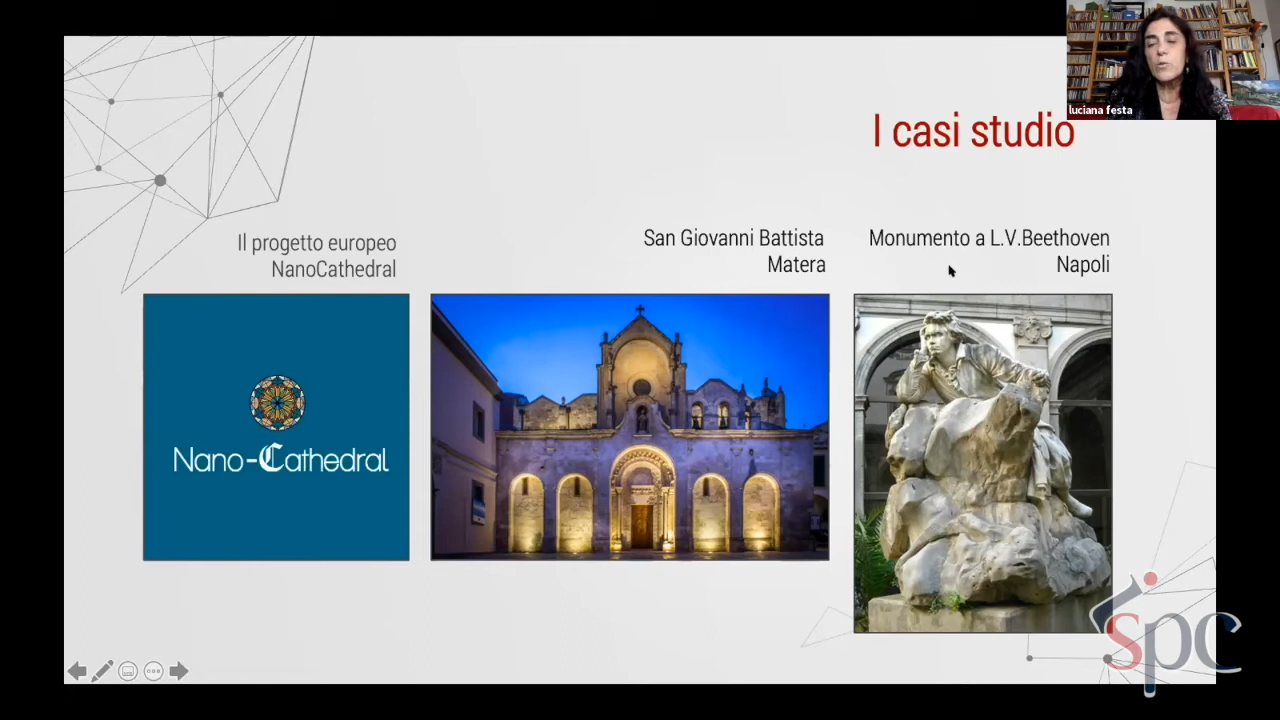 luciana festa
I casi studio
Il progetto europeo
NanoCathedral
San Giovanni Battista
Matera
Monumento a L.V.Beethoven
Napoli
Nano-Cathedral
spc